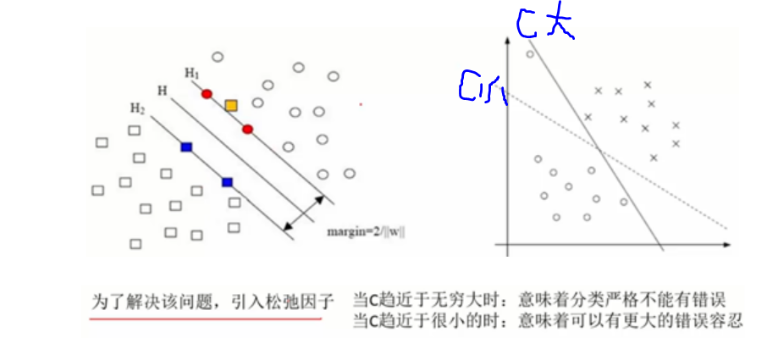 C大
C小
H₁
H
H₂
margin=2/||w||
为了解决该问题，引入松弛因子
当C趋近于无穷大时：意味着分类严格不能有错误
当C趋近于很小的时：意味着可以有更大的错误容忍